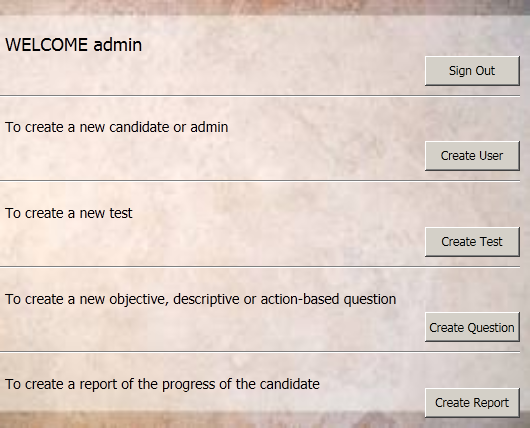 WELCOME admin
Sign Out
To create a new candidate or admin
Create User
To create a new test
Create Test
To create a new objective, descriptive or action-based question
Create Question
To create a report of the progress of the candidate
Create Report